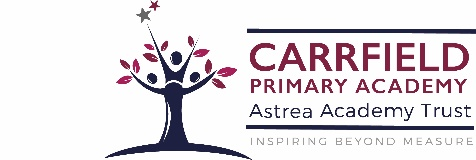 CARRFIELD
PRIMARY ACADEMY
Astrea Academy Trust
INSPIRING BEYOND MEASURE